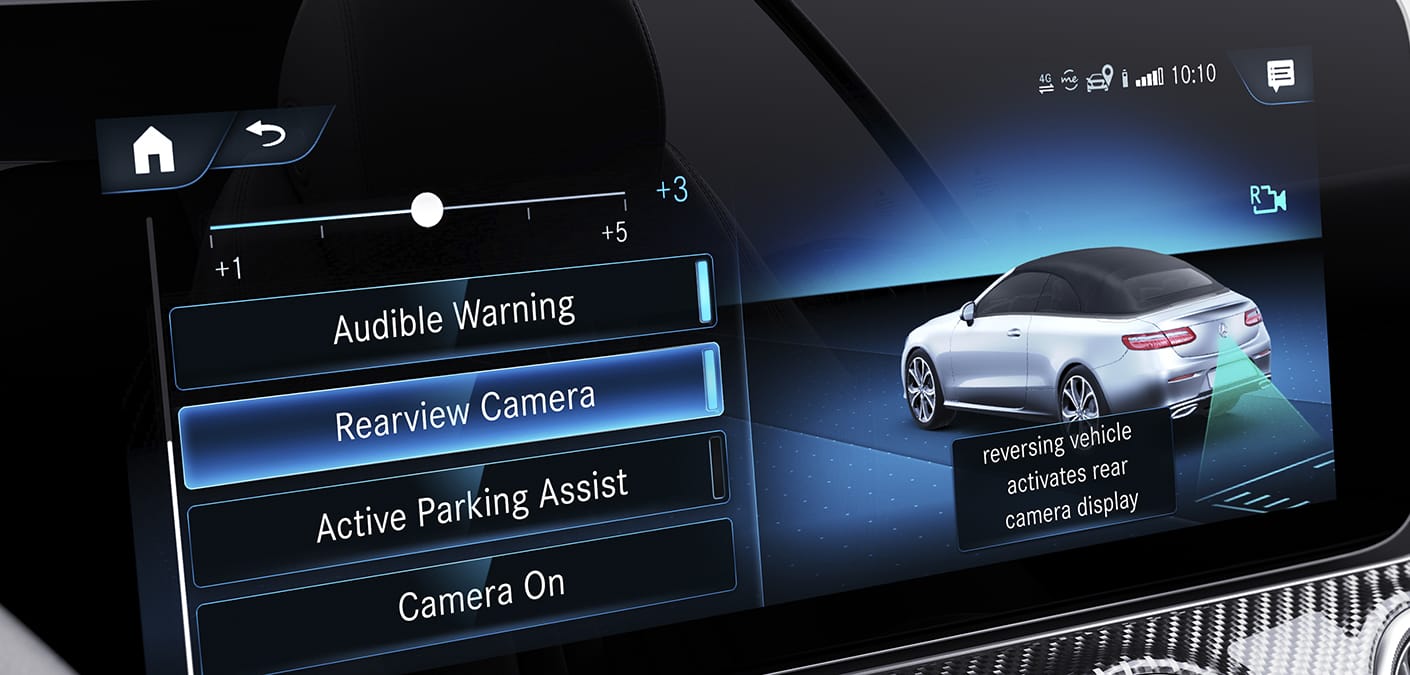 4G me 10:10
R
+3
+1
+5
Audible Warning
Rearview Camera
Active Parking Assist
Camera On
reversing vehicle
activates rear
camera display